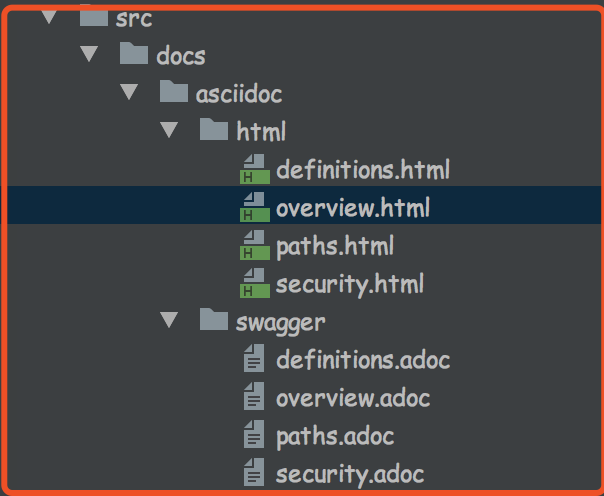 src
docs
asciidoc
html
H definitions.html
H overview.html
H paths.html
H security.html
swagger
definitions.adoc
overview.adoc
paths.adoc
security.adoc